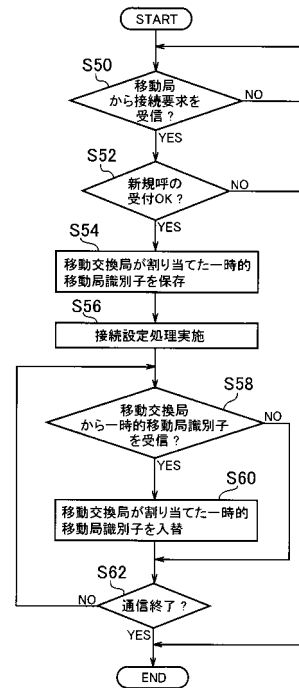 START
S50
移動局
から接続要求を
受信?
NO
YES
S52
新規呼の
受付OK?
NO
YES
S54
移動交換局が割り当てた一時的
移動局識別子を保存
S56
接続設定処理実施
S58
移動交換局
から一時的移動局識別子
を受信?
NO
YES
S60
移動交換局が割り当てた一時的
移動局識別子を入替
S62
通信終了?
NO
YES
END